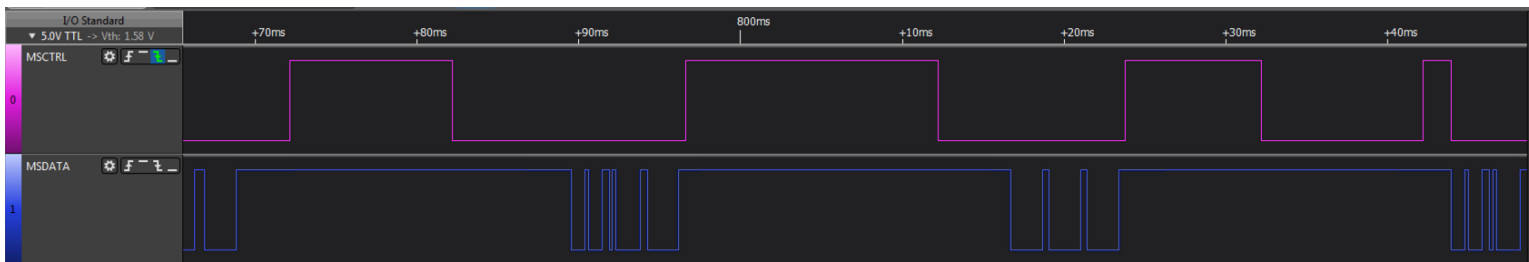 I/O Standard
▼ 5.0V TTL -> Vth: 1.58 V
800ms
+70ms +80ms +90ms +10ms +20ms +30ms +40ms
MSCTRL
0
MSDATA
1